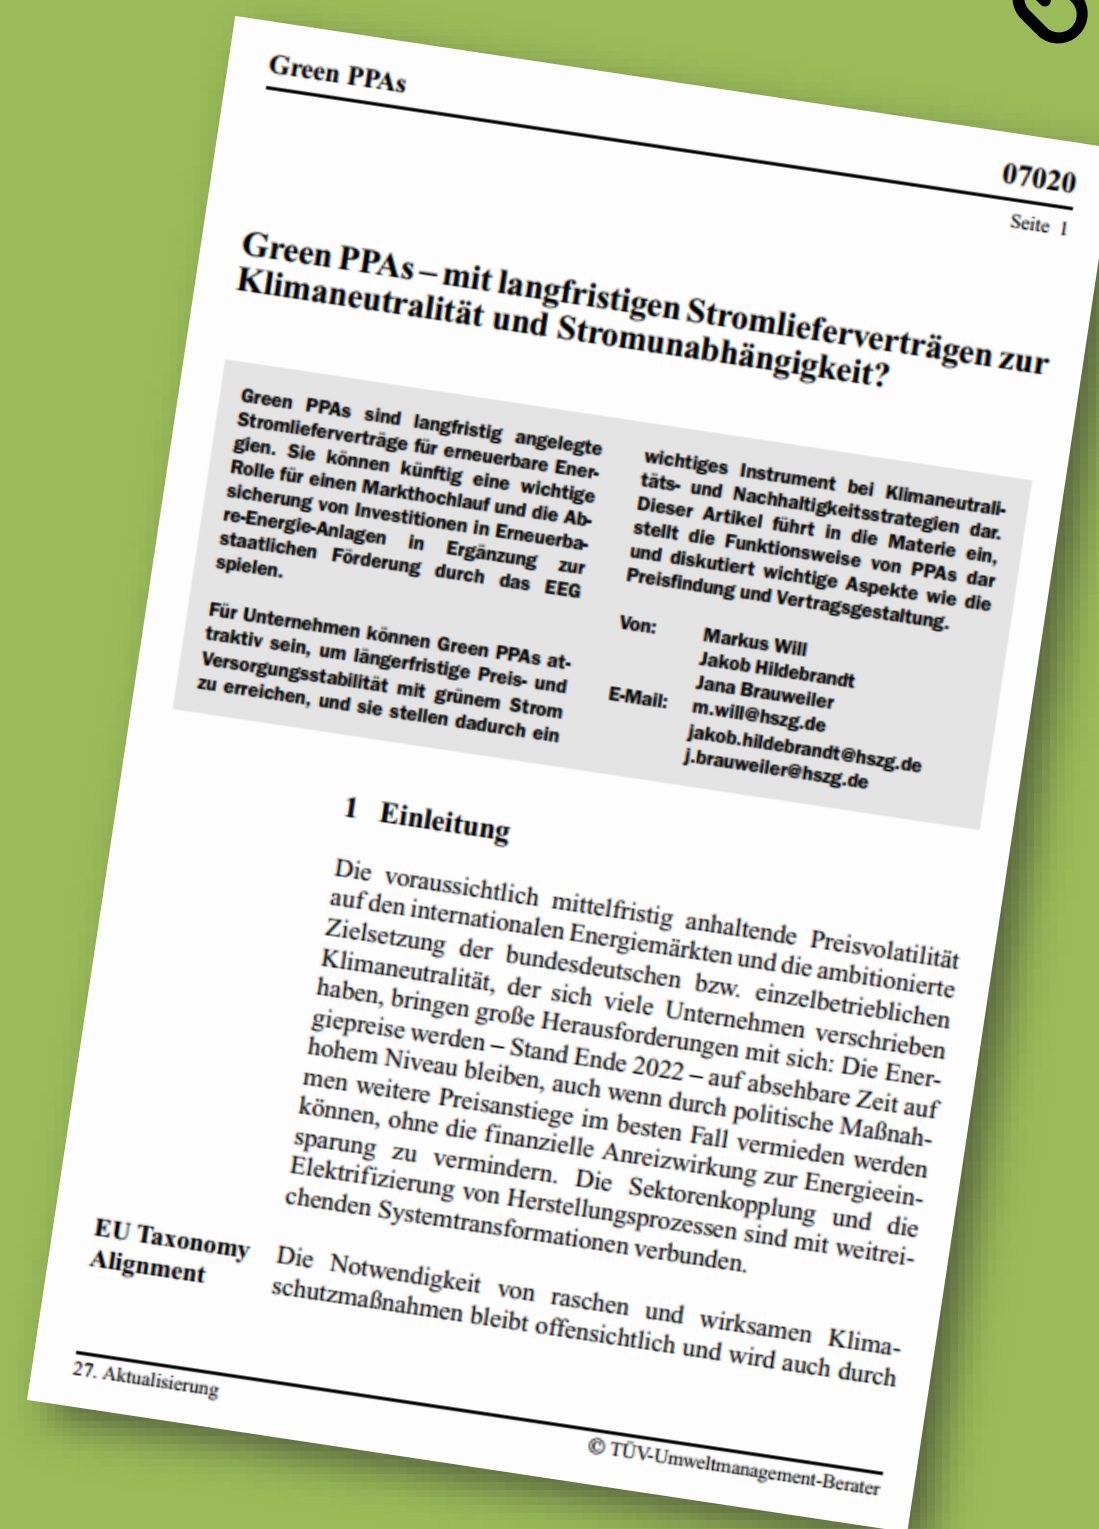 Green PPAs
07020
Seite 1
Green PPAs – mit langfristigen Stromlieferverträgen zur
Klimaneutralität und Stromunabhängigkeit?
Green PPAs sind langfristig angelegte
Stromlieferverträge für erneuerbare Ener-
gien. Sie können künftig eine wichtige
Rolle für einen Markthochlauf und die Ab-
sicherung von Investitionen in Erneuerba-
re-Energie-Anlagen in Ergänzung zur
staatlichen Förderung durch das EEG
spielen.
Für Unternehmen können Green PPAs at-
traktiv sein, um längerfristige Preis- und
Versorgungsstabilität mit grünem Strom
zu erreichen, und sie stellen dadurch ein
wichtiges Instrument bei Klimaneutrali-
täts- und Nachhaltigkeitsstrategien dar.
Dieser Artikel führt in die Materie ein,
stellt die Funktionsweise von PPAs dar
und diskutiert wichtige Aspekte wie die
Preisfindung und Vertragsgestaltung.
Von: Markus Will
Jakob Hildebrandt
Jana Brauweiler
E-Mail: m.will@hszg.de
jakob.hildebrandt@hszg.de
j.brauweiler@hszg.de
1 Einleitung
Die voraussichtlich mittelfristig anhaltende Preisvolatilität
auf den internationalen Energiemärkten und die ambitionierte
Zielsetzung der bundesdeutschen bzw. einzelbetrieblichen
Klimaneutralität, der sich viele Unternehmen verschrieben
haben, bringen große Herausforderungen mit sich: Die Ener-
giepreise werden – Stand Ende 2022 – auf absehbare Zeit auf
hohem Niveau bleiben, auch wenn durch politische Maßnah-
men weitere Preisanstiege im besten Fall vermieden werden
können, ohne die finanzielle Anreizwirkung zur Energieein-
sparung zu vermindern. Die Sektorenkopplung und die
Elektrifizierung von Herstellungsprozessen sind mit weitrei-
chenden Systemtransformationen verbunden.
EU Taxonomy
Alignment
Die Notwendigkeit von raschen und wirksamen Klima-
schutzmaßnahmen bleibt offensichtlich und wird auch durch
27. Aktualisierung
© TÜV-Umweltmanagement-Berater